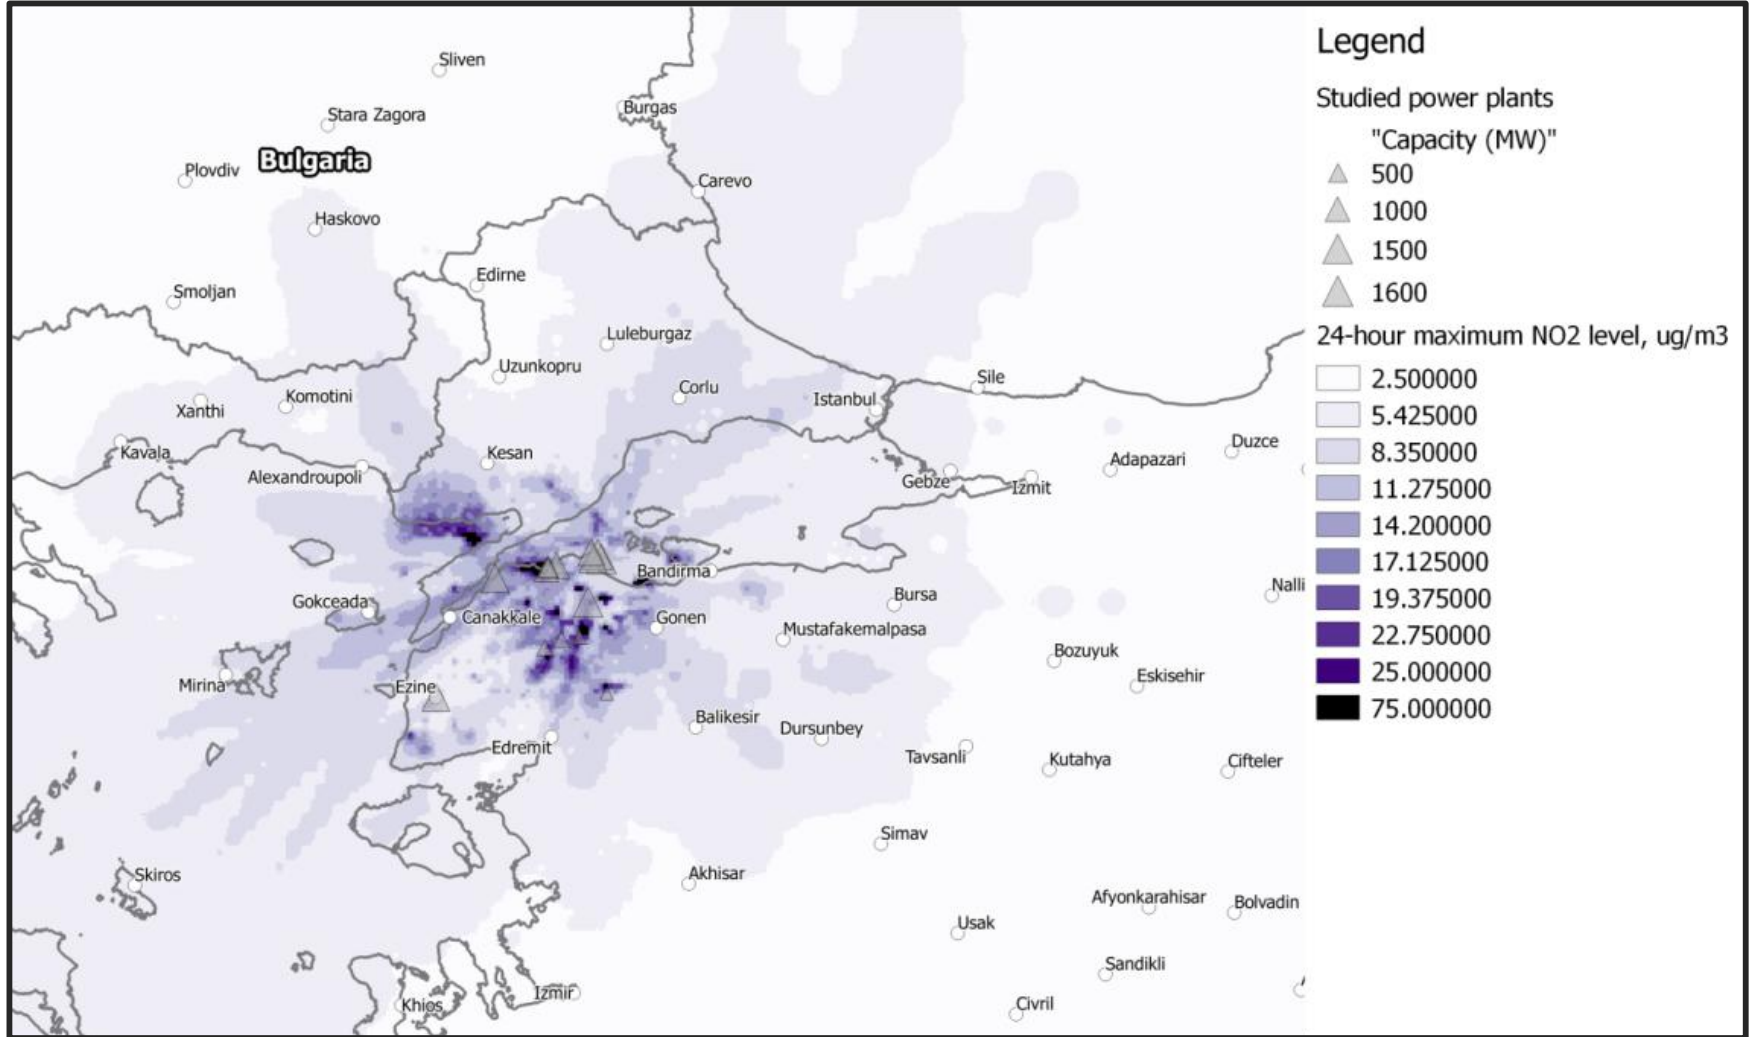 Sliven
Burgas
Stara Zagora
Bulgaria
Plovdiv
Carevo
Haskovo
Edirne
Smoljan
Luleburgaz
Uzunkopru
Sile
Corlu
Komotini
Istanbul
Xanthi
Duzce
Kavala
Kesan
Adapazari
Alexandroupoli
Gebze
Izmit
Bandirma
Nalli
Bursa
Gokceada
Canakkale
Gonen
Mustafakemalpasa
Bozuyuk
Eskisehir
Mirina
Ezine
Balikesir
Dursunbey
Edremit
Tavsanli
Kutahya
Cifteler
Simav
Skiros
Akhisar
Afyonkarahisar
Bolvadin
Usak
Sandikli
Izmir
Khios
Civril
Legend
Studied power plants
"Capacity (MW)"
500
1000
1500
1600
24-hour maximum NO2 level, ug/m3
2.500000
5.425000
8.350000
11.275000
14.200000
17.125000
19.375000
22.750000
25.000000
75.000000